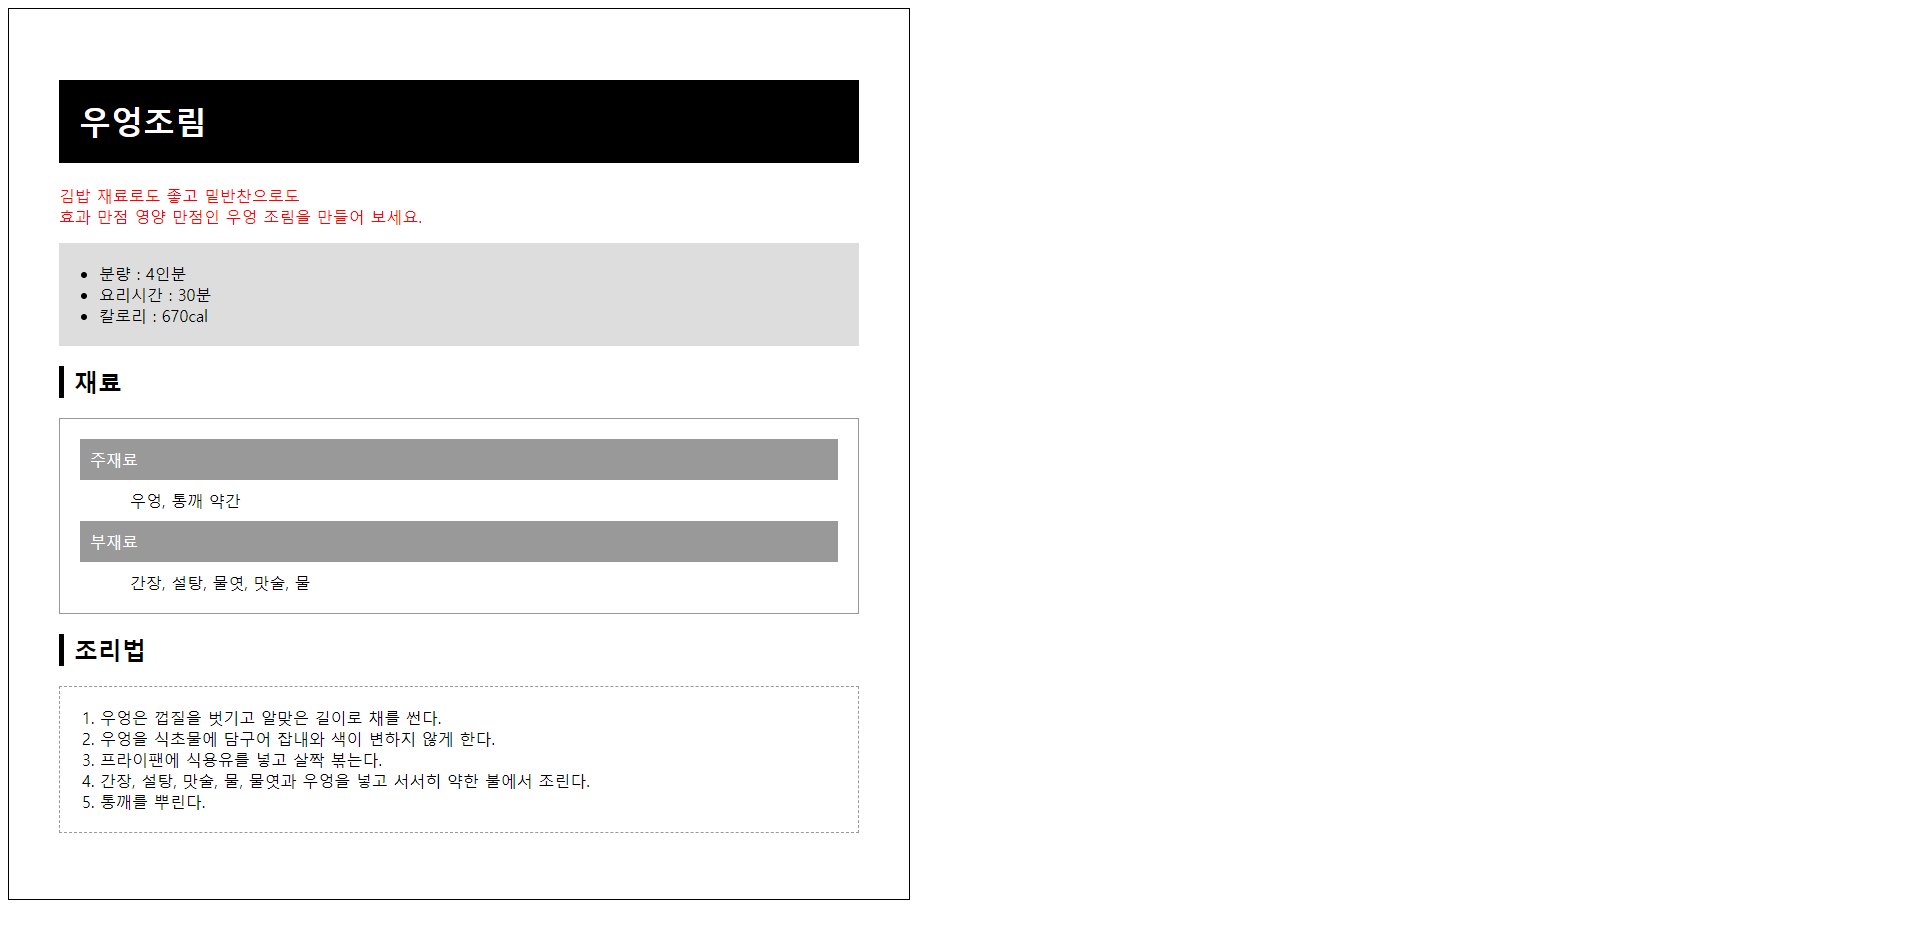 우엉조림
김밥 재료로도 좋고 밑반찬으로도
효과 만점 영양 만점인 우엉 조림을 만들어 보세요.
• 분량 : 4인분
• 요리시간 : 30분
• 칼로리 : 670cal
재료
주재료
우엉, 통깨 약간
부재료
간장, 설탕, 물엿, 맛술, 물
조리법
1. 우엉은 껍질을 벗기고 알맞은 길이로 채를 썬다.
2. 우엉을 식초물에 담구어 잡내와 색이 변하지 않게 한다.
3. 프라이팬에 식용유를 넣고 살짝 볶는다.
4. 간장, 설탕, 맛술, 물, 물엿과 우엉을 넣고 서서히 약한 불에서 조린다.
5. 통깨를 뿌린다.